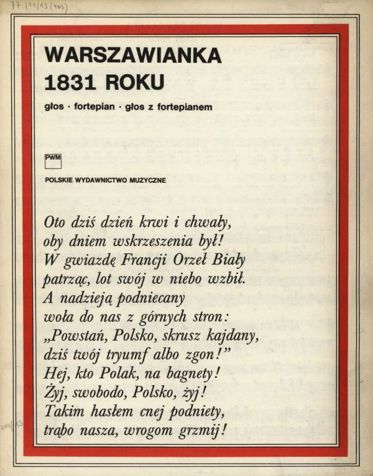 WARSZAWIANKA
1831 ROKU
głos · fortepian · głos z fortepianem
PWM
POLSKIE WYDAWNICTWO MUZYCZNE
Oto dziś dzień krwi i chwały,
oby dniem wskrzeszenia był!
W gwiazdę Francji Orzeł Biały
patrząc, lot swój w niebo wzbił.
A nadzieją podniecany
woła do nas z górnych stron:
„Powstań, Polsko, skrusz kajdany,
dziś twój tryumf albo zgon!”
Hej, kto Polak, na bagnety!
Żyj, swobodo, Polsko, żyj!
Takim hasłem cnej podniety,
trąbo nasza, wrogom grzmij!